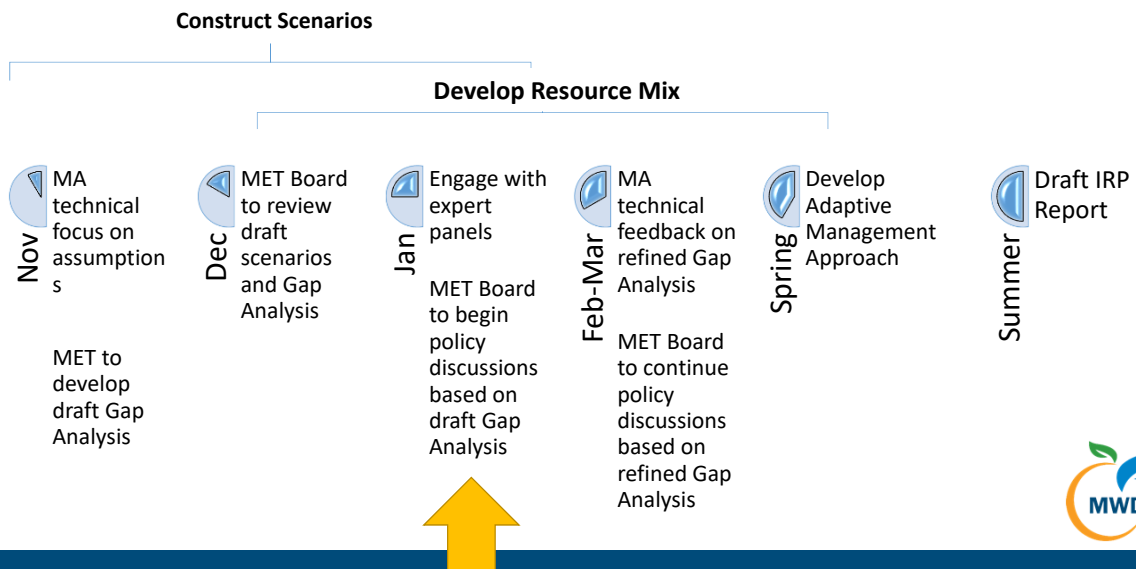 Construct Scenarios
Develop Resource Mix
Nov
MA
technical
focus on
assumption
s
MET to
develop
draft Gap
Analysis
Dec
MET Board
to review
draft
scenarios
and Gap
Analysis
Jan
Engage with
expert
panels
MET Board
to begin
policy
discussions
based on
draft Gap
Analysis
Feb-Mar
MA
technical
feedback on
refined Gap
Analysis
MET Board
to continue
policy
discussions
based on
refined Gap
Analysis
Spring
Develop
Adaptive
Management
Approach
Summer
Draft IRP
Report